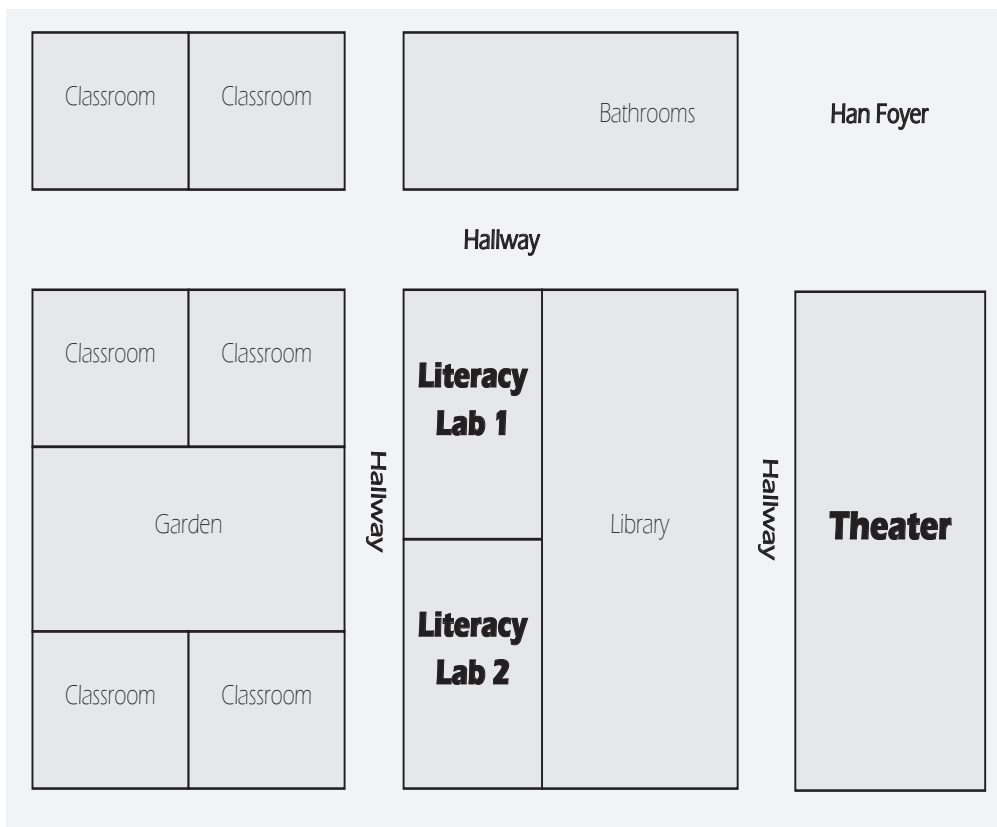 Classroom
Classroom
Bathrooms
Han Foyer
Hallway
Classroom
Classroom
Literacy
Lab 1
Hallway
Garden
Library
Hallway
Theater
Literacy
Lab 2
Classroom
Classroom